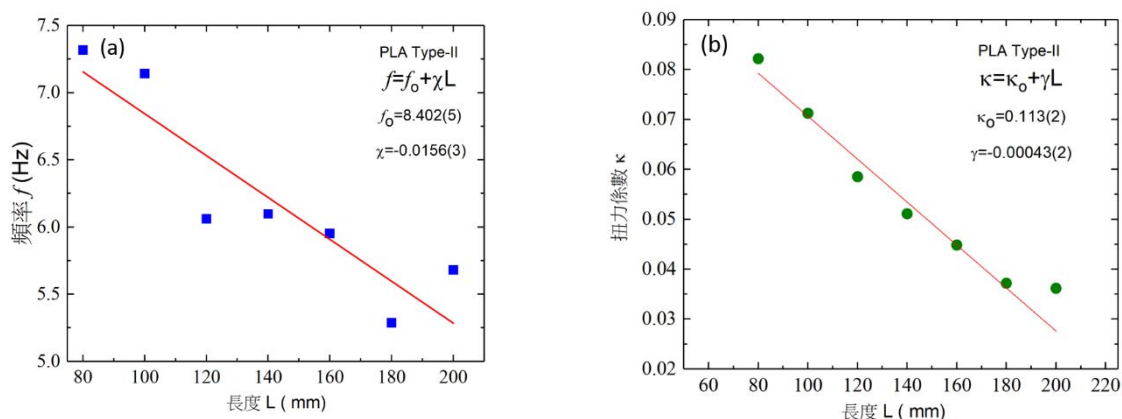 (a)
PLA Type-II
f=fo+χL
fo=8.402(5)
χ=-0.0156(3)
頻率 f (Hz)
7.5
7.0
6.5
6.0
5.5
5.0
80 100 120 140 160 180 200
長度 L ( mm)
(b)
PLA Type-II
κ=κo+γL
κo=0.113(2)
γ=-0.00043(2)
扭力係數 κ
0.09
0.08
0.07
0.06
0.05
0.04
0.03
0.02
60 80 100 120 140 160 180 200 220
長度 L ( mm)